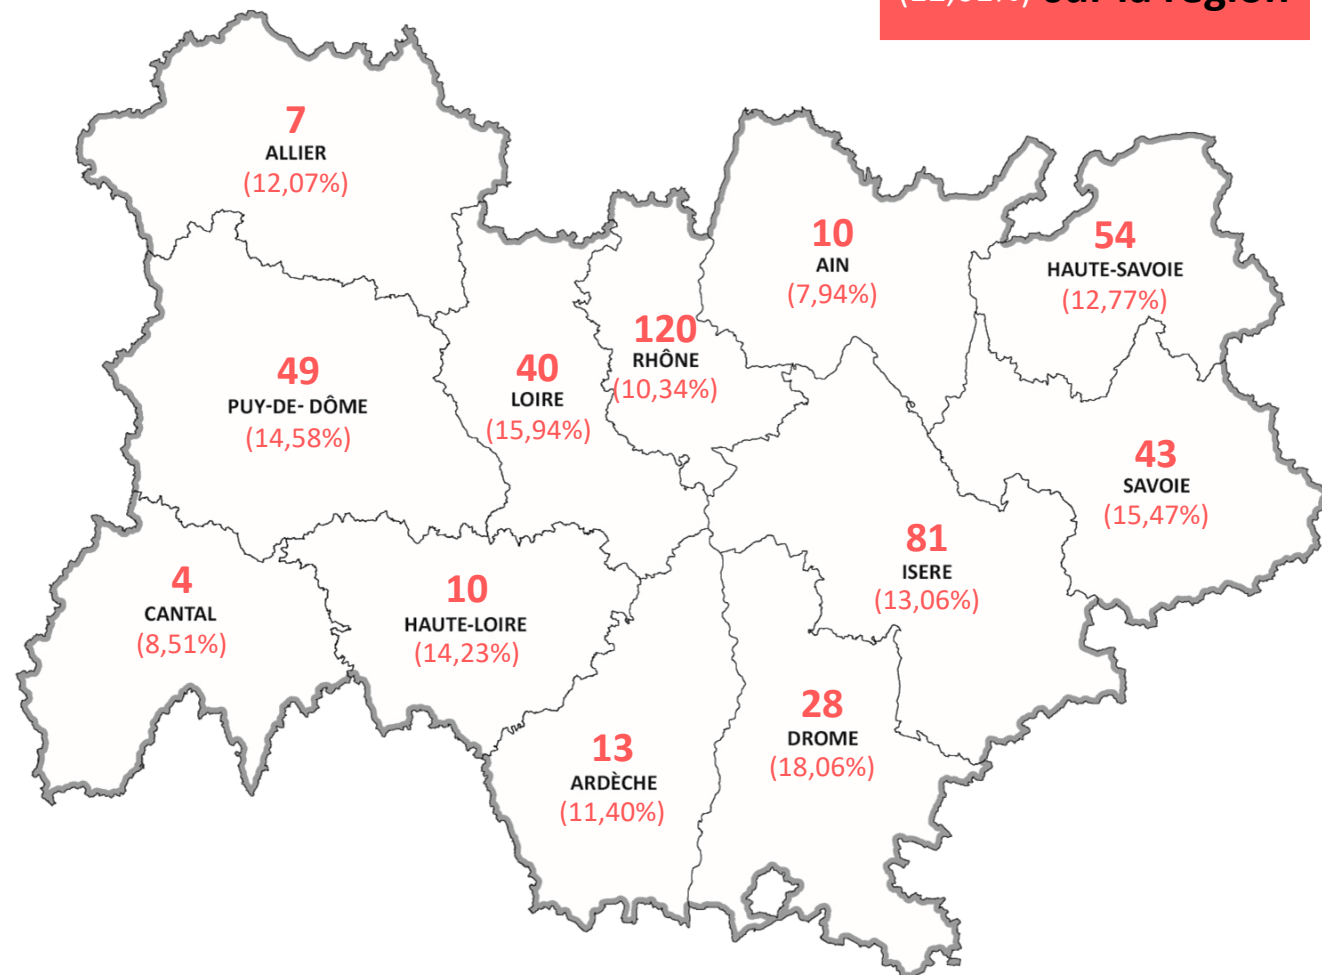 sur la région
7
ALLIER
(12,07%)
10
AIN
(7,94%)
54
HAUTE-SAVOIE
(12,77%)
120
RHÔNE
(10,34%)
49
PUY-DE- DÔME
(14,58%)
40
LOIRE
(15,94%)
43
SAVOIE
(15,47%)
81
ISERE
(13,06%)
4
CANTAL
(8,51%)
10
HAUTE-LOIRE
(14,23%)
28
DROME
(18,06%)
13
ARDÈCHE
(11,40%)